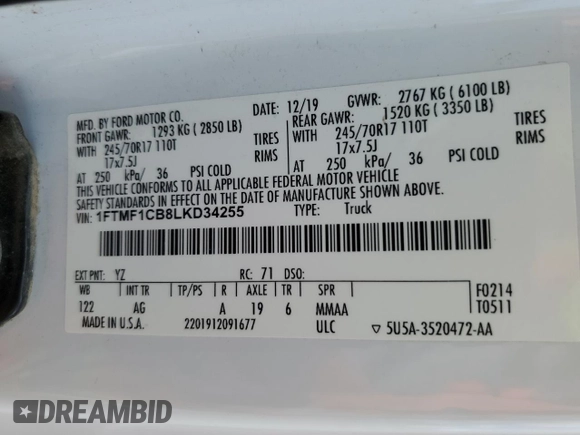 MFD. BY FORD MOTOR CO.
DATE: 12/19
GVWR: 2767 KG ( 6100 LB)
FRONT GAWR: 1293 KG ( 2850 LB)
REAR GAWR: 1520 KG ( 3350 LB)
WITH 245/70R17 110T TIRES
WITH 245/70R17 110T TIRES
17x7.5J RIMS
17x7.5J RIMS
AT 250 kPa/ 36 PSI COLD
AT 250 kPa/ 36 PSI COLD
THIS VEHICLE CONFORMS TO ALL APPLICABLE FEDERAL MOTOR VEHICLE
SAFETY STANDARDS IN EFFECT ON THE DATE OF MANUFACTURE SHOWN ABOVE.
VIN: 1FTMF1CB8LKD34255
TYPE: Truck
EXT PNT: YZ RC: 71 DSO:
WB INT TR TP/PS R AXLE TR SPR
F0214
122 AG A 19 6 MMAA
T0511
MADE IN U.S.A. 2201912091677 ULC ▽ 5U5A-3520472-AA
DREAMBID